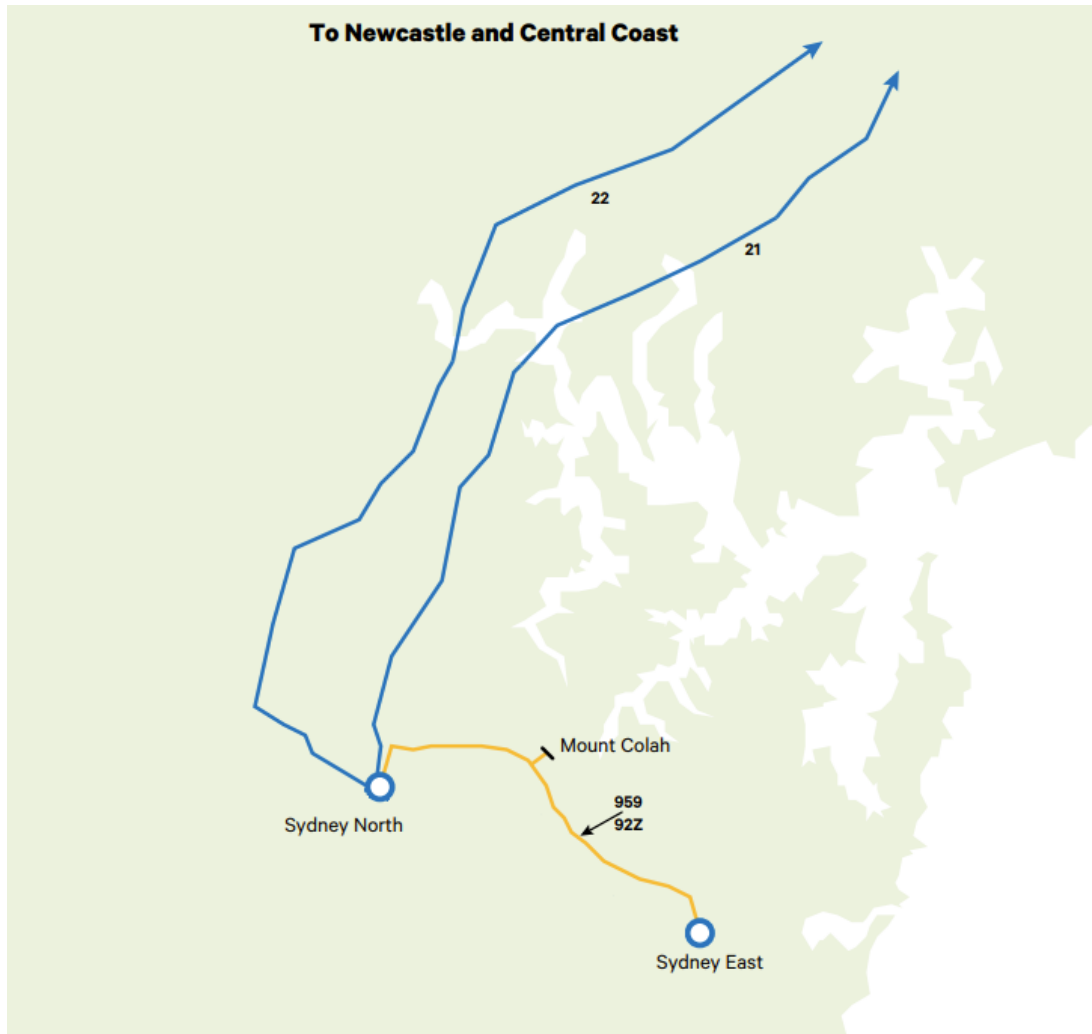 To Newcastle and Central Coast
22
21
Mount Colah
959
92Z
Sydney North
Sydney East